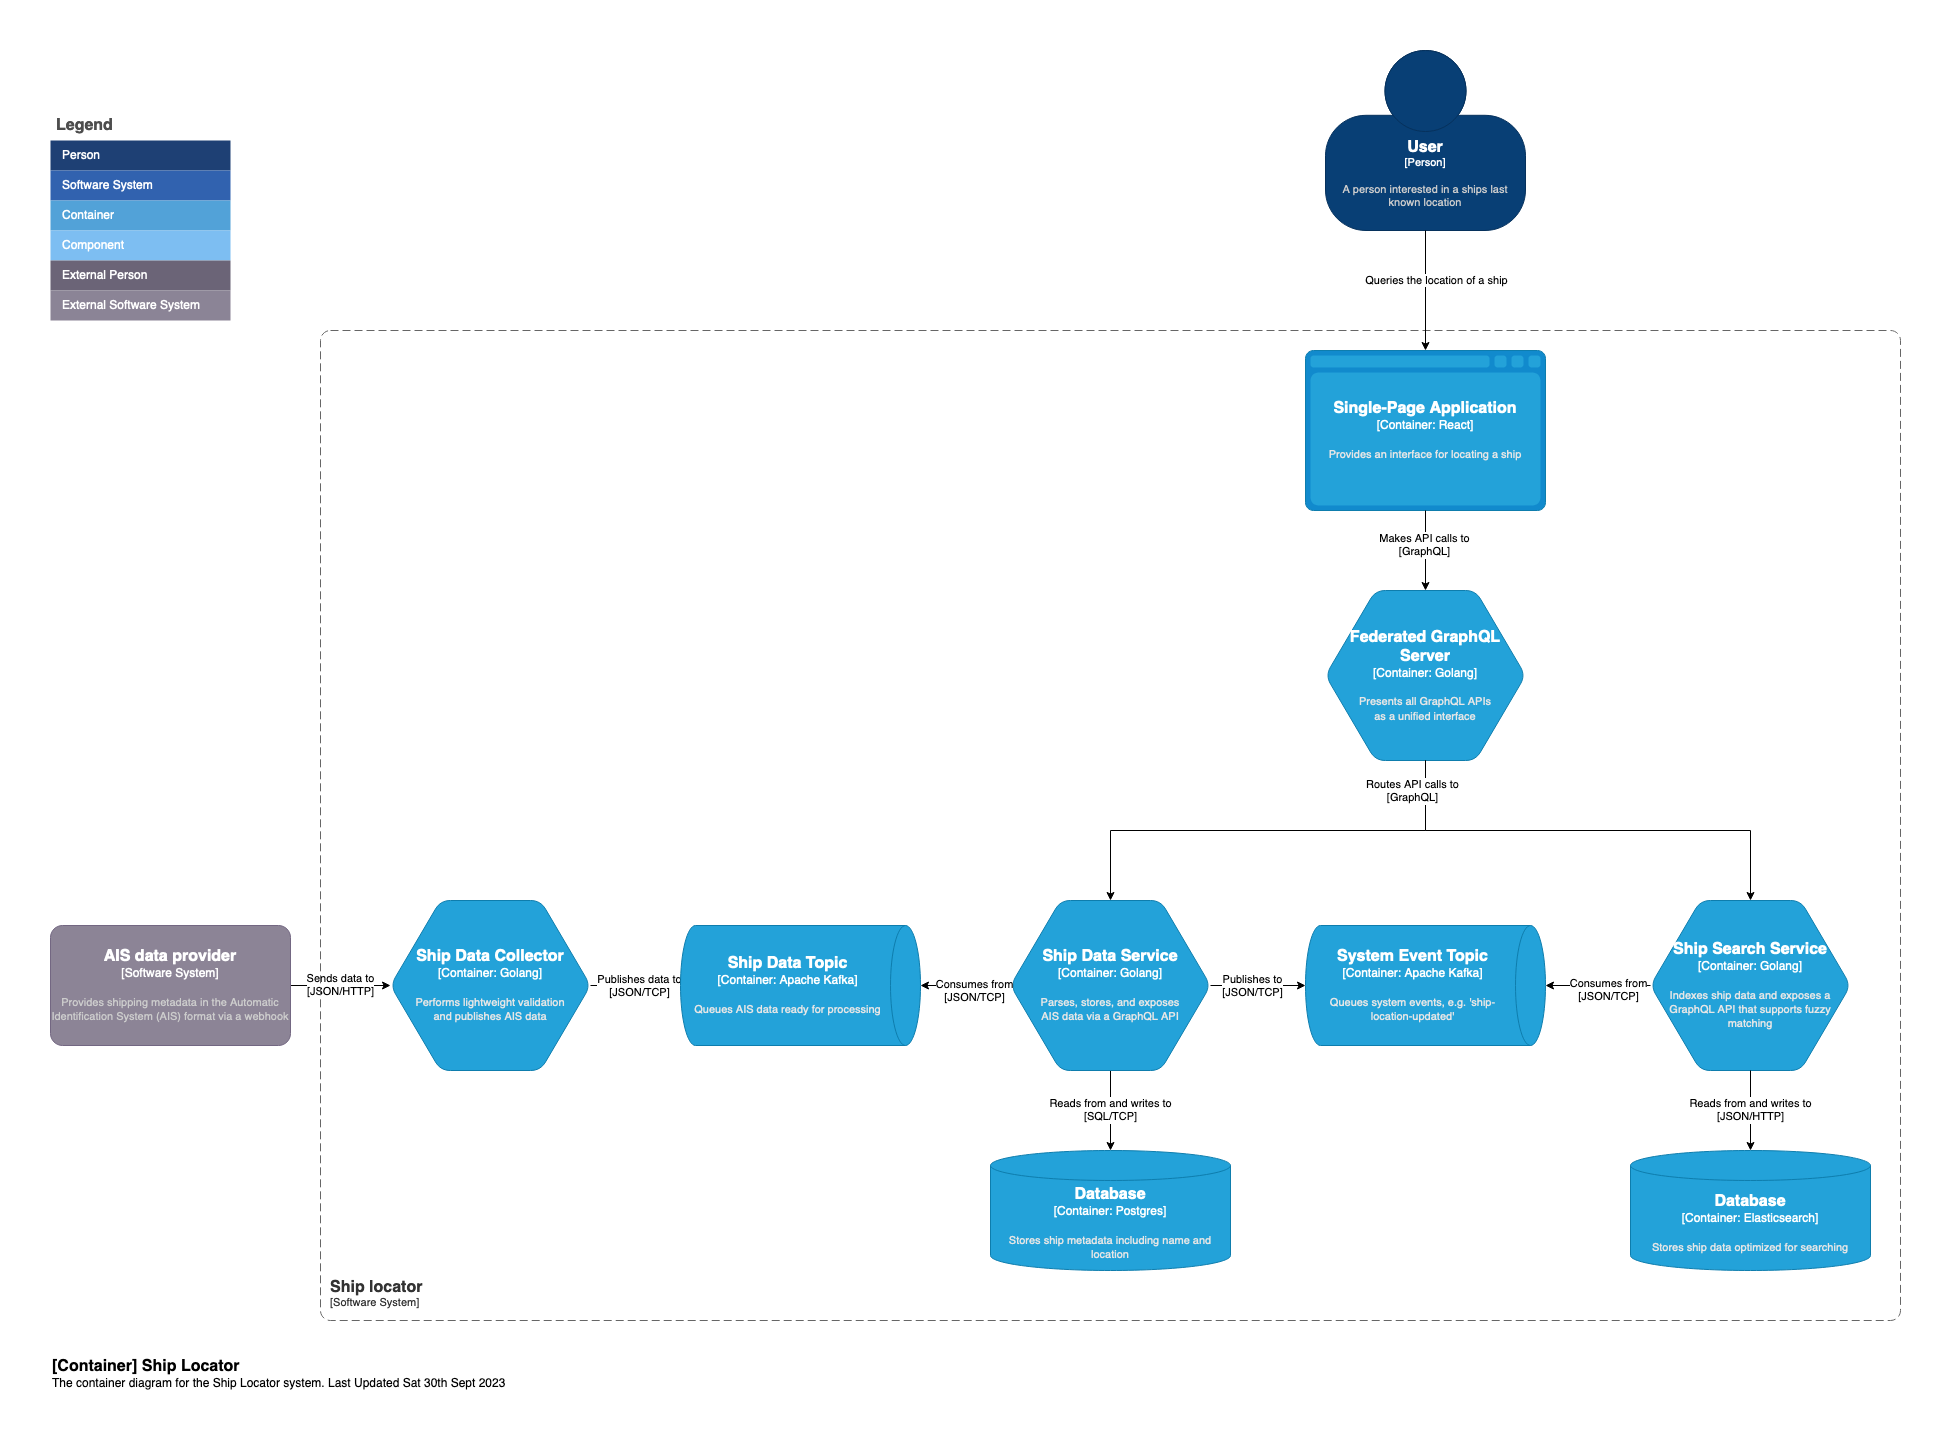 Legend
Person
Software System
Container
Component
External Person
External Software System
User
[Person]
A person interested in a ships last
known location
Queries the location of a ship
Single-Page Application
[Container: React]
Provides an interface for locating a ship
Makes API calls to
[GraphQL]
Federated GraphQL
Server
[Container: Golang]
Presents all GraphQL APIs
as a unified interface
Routes API calls to
[GraphQL]
AIS data provider
[Software System]
Provides shipping metadata in the Automatic
Identification System (AIS) format via a webhook
Sends data to
[JSON/HTTP]
Ship Data Collector
[Container: Golang]
Performs lightweight validation
and publishes AIS data
Publishes data to
[JSON/TCP]
Ship Data Topic
[Container: Apache Kafka]
Queues AIS data ready for processing
Consumes from
[JSON/TCP]
Ship Data Service
[Container: Golang]
Parses, stores, and exposes
AIS data via a GraphQL API
Publishes to
[JSON/TCP]
System Event Topic
[Container: Apache Kafka]
Queues system events, e.g. 'ship-
location-updated'
Consumes from
[JSON/TCP]
Ship Search Service
[Container: Golang]
Indexes ship data and exposes a
GraphQL API that supports fuzzy
matching
Reads from and writes to
[SQL/TCP]
Reads from and writes to
[JSON/HTTP]
Database
[Container: Postgres]
Stores ship metadata including name and
location
Database
[Container: Elasticsearch]
Stores ship data optimized for searching
Ship locator
[Software System]
[Container] Ship Locator
The container diagram for the Ship Locator system. Last Updated Sat 30th Sept 2023